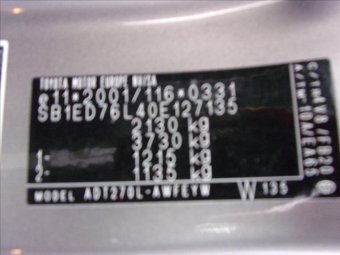 TOYOTA MOTOR EUROPE NV/SA
e11*2001/116*0331
SB1ED76L40E127135
2130 kg
3730 kg
1- 1215 kg
2- 1135 kg
MODEL ADT270L-AWFEYW
W 135